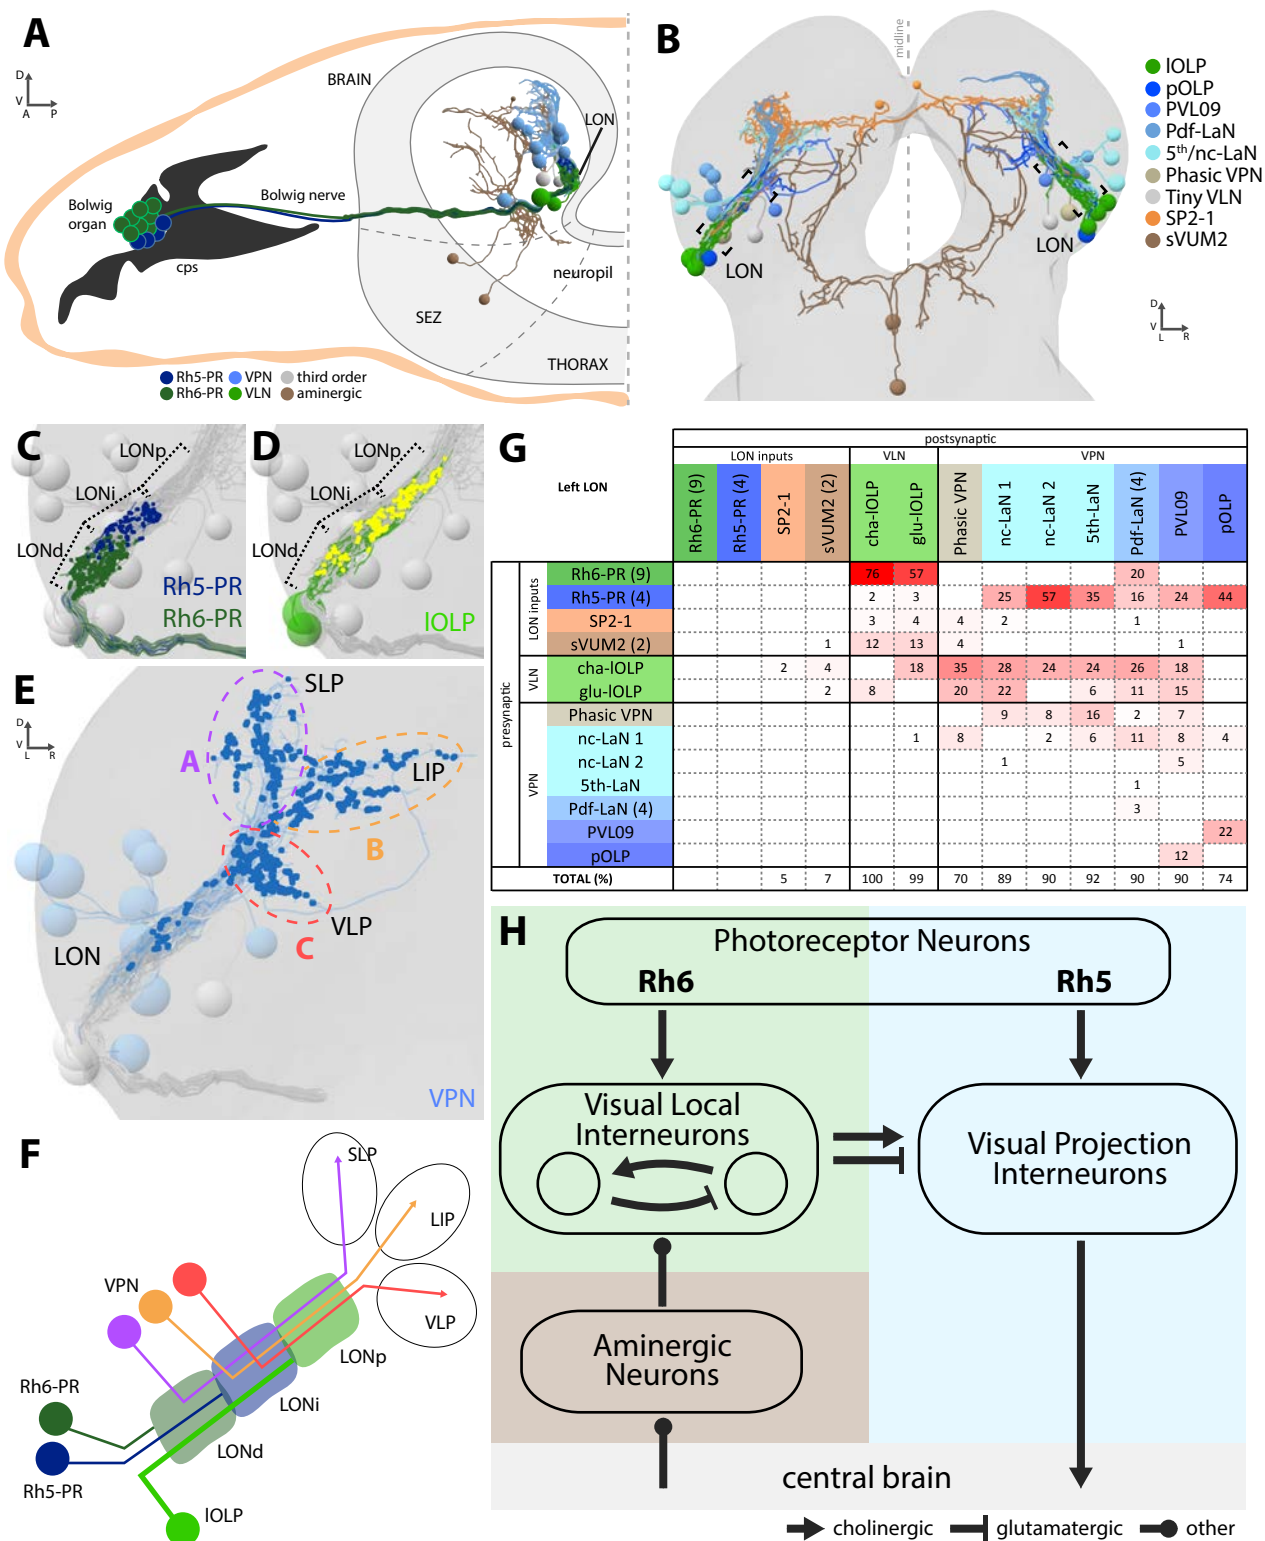 A
D
V
A P
BRAIN
LON
Bolwig nerve
Bolwig
organ
cps
neuropil
SEZ
THORAX
Rh5-PR VPN third order
Rh6-PR VLN aminergic
B
midline
LON
LON
D
V
L R
lOLP
pOLP
PVL09
Pdf-LaN
5th/nc-LaN
Phasic VPN
Tiny VLN
SP2-1
sVUM2
C
LONp
LONi
LONd
Rh5-PR
Rh6-PR
D
LONp
LONi
LONd
lOLP
E
D
V
L R
SLP
A
LIP
B
VLP
C
LON
VPN
F
SLP
LIP
VLP
VPN
LONp
LONi
LONd
Rh6-PR
Rh5-PR
lOLP
G
postsynaptic
LON inputs VLN VPN
Left LON Rh6-PR (9) Rh5-PR (4) SP2-1 sVUM2 (2) cha-lOLP glu-lOLP Phasic VPN nc-LaN 1 nc-LaN 2 5th-LaN Pdf-LaN (4) PVL09 pOLP
presynaptic
LON inputs
Rh6-PR (9) 76 57 20
Rh5-PR (4) 2 3 25 57 35 16 24 44
SP2-1 3 4 4 2 1
sVUM2 (2) 1 12 13 4 1
VLN
cha-lOLP 2 4 18 35 28 24 24 26 18
glu-lOLP 2 8 20 22 6 11 15
VPN
Phasic VPN 9 8 16 2 7
nc-LaN 1 1 8 2 6 11 8 4
nc-LaN 2 1 5
5th-LaN 1
Pdf-LaN (4) 3
PVL09 22
pOLP 12
TOTAL (%) 5 7 100 99 70 89 90 92 90 90 74
H
Photoreceptor Neurons
Rh6 Rh5
Visual Local
Interneurons
Visual Projection
Interneurons
Aminergic
Neurons
central brain
cholinergic glutamatergic other